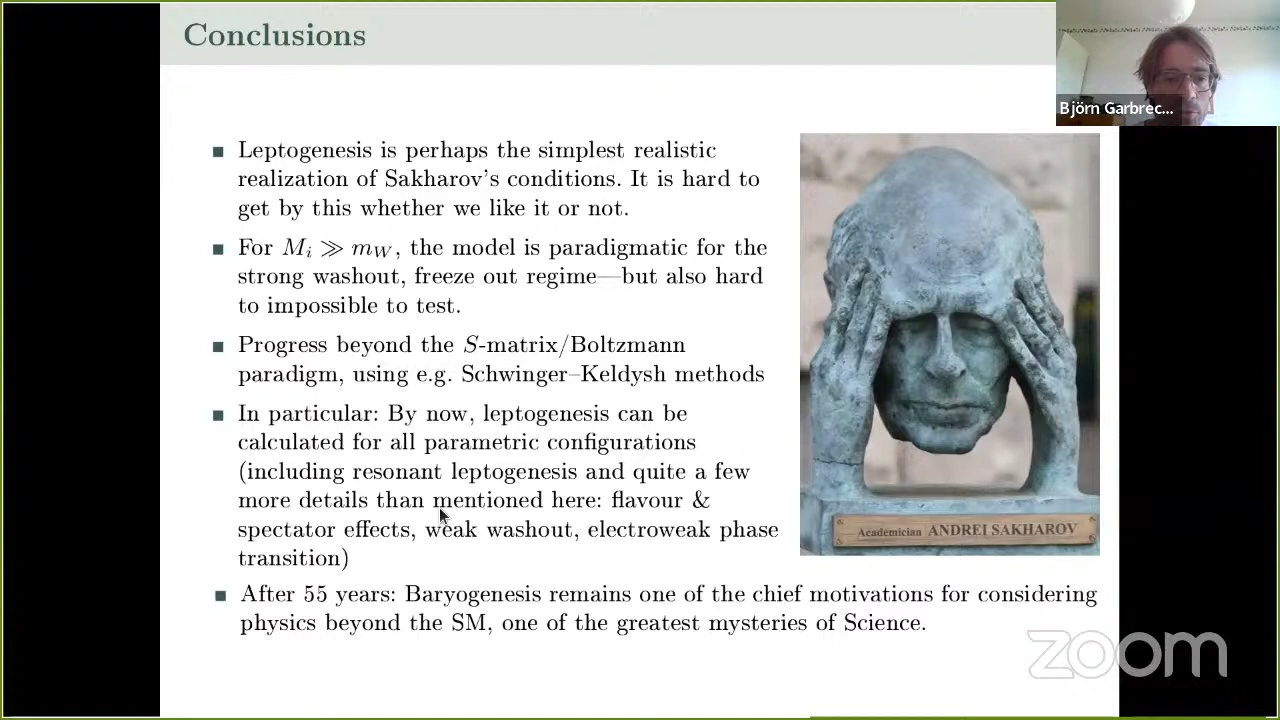 Conclusions
Björn Garbrec...
■ Leptogenesis is perhaps the simplest realistic
realization of Sakharov's conditions. It is hard to
get by this whether we like it or not.
■ For M_i ≫ m_W, the model is paradigmatic for the
strong washout, freeze out regime—but also hard
to impossible to test.
■ Progress beyond the S-matrix/Boltzmann
paradigm, using e.g. Schwinger–Keldysh methods
■ In particular: By now, leptogenesis can be
calculated for all parametric configurations
(including resonant leptogenesis and quite a few
more details than mentioned here: flavour &
spectator effects, weak washout, electroweak phase
transition)
Academician ANDREI SAKHAROV
■ After 55 years: Baryogenesis remains one of the chief motivations for considering
physics beyond the SM, one of the greatest mysteries of Science.
zoom